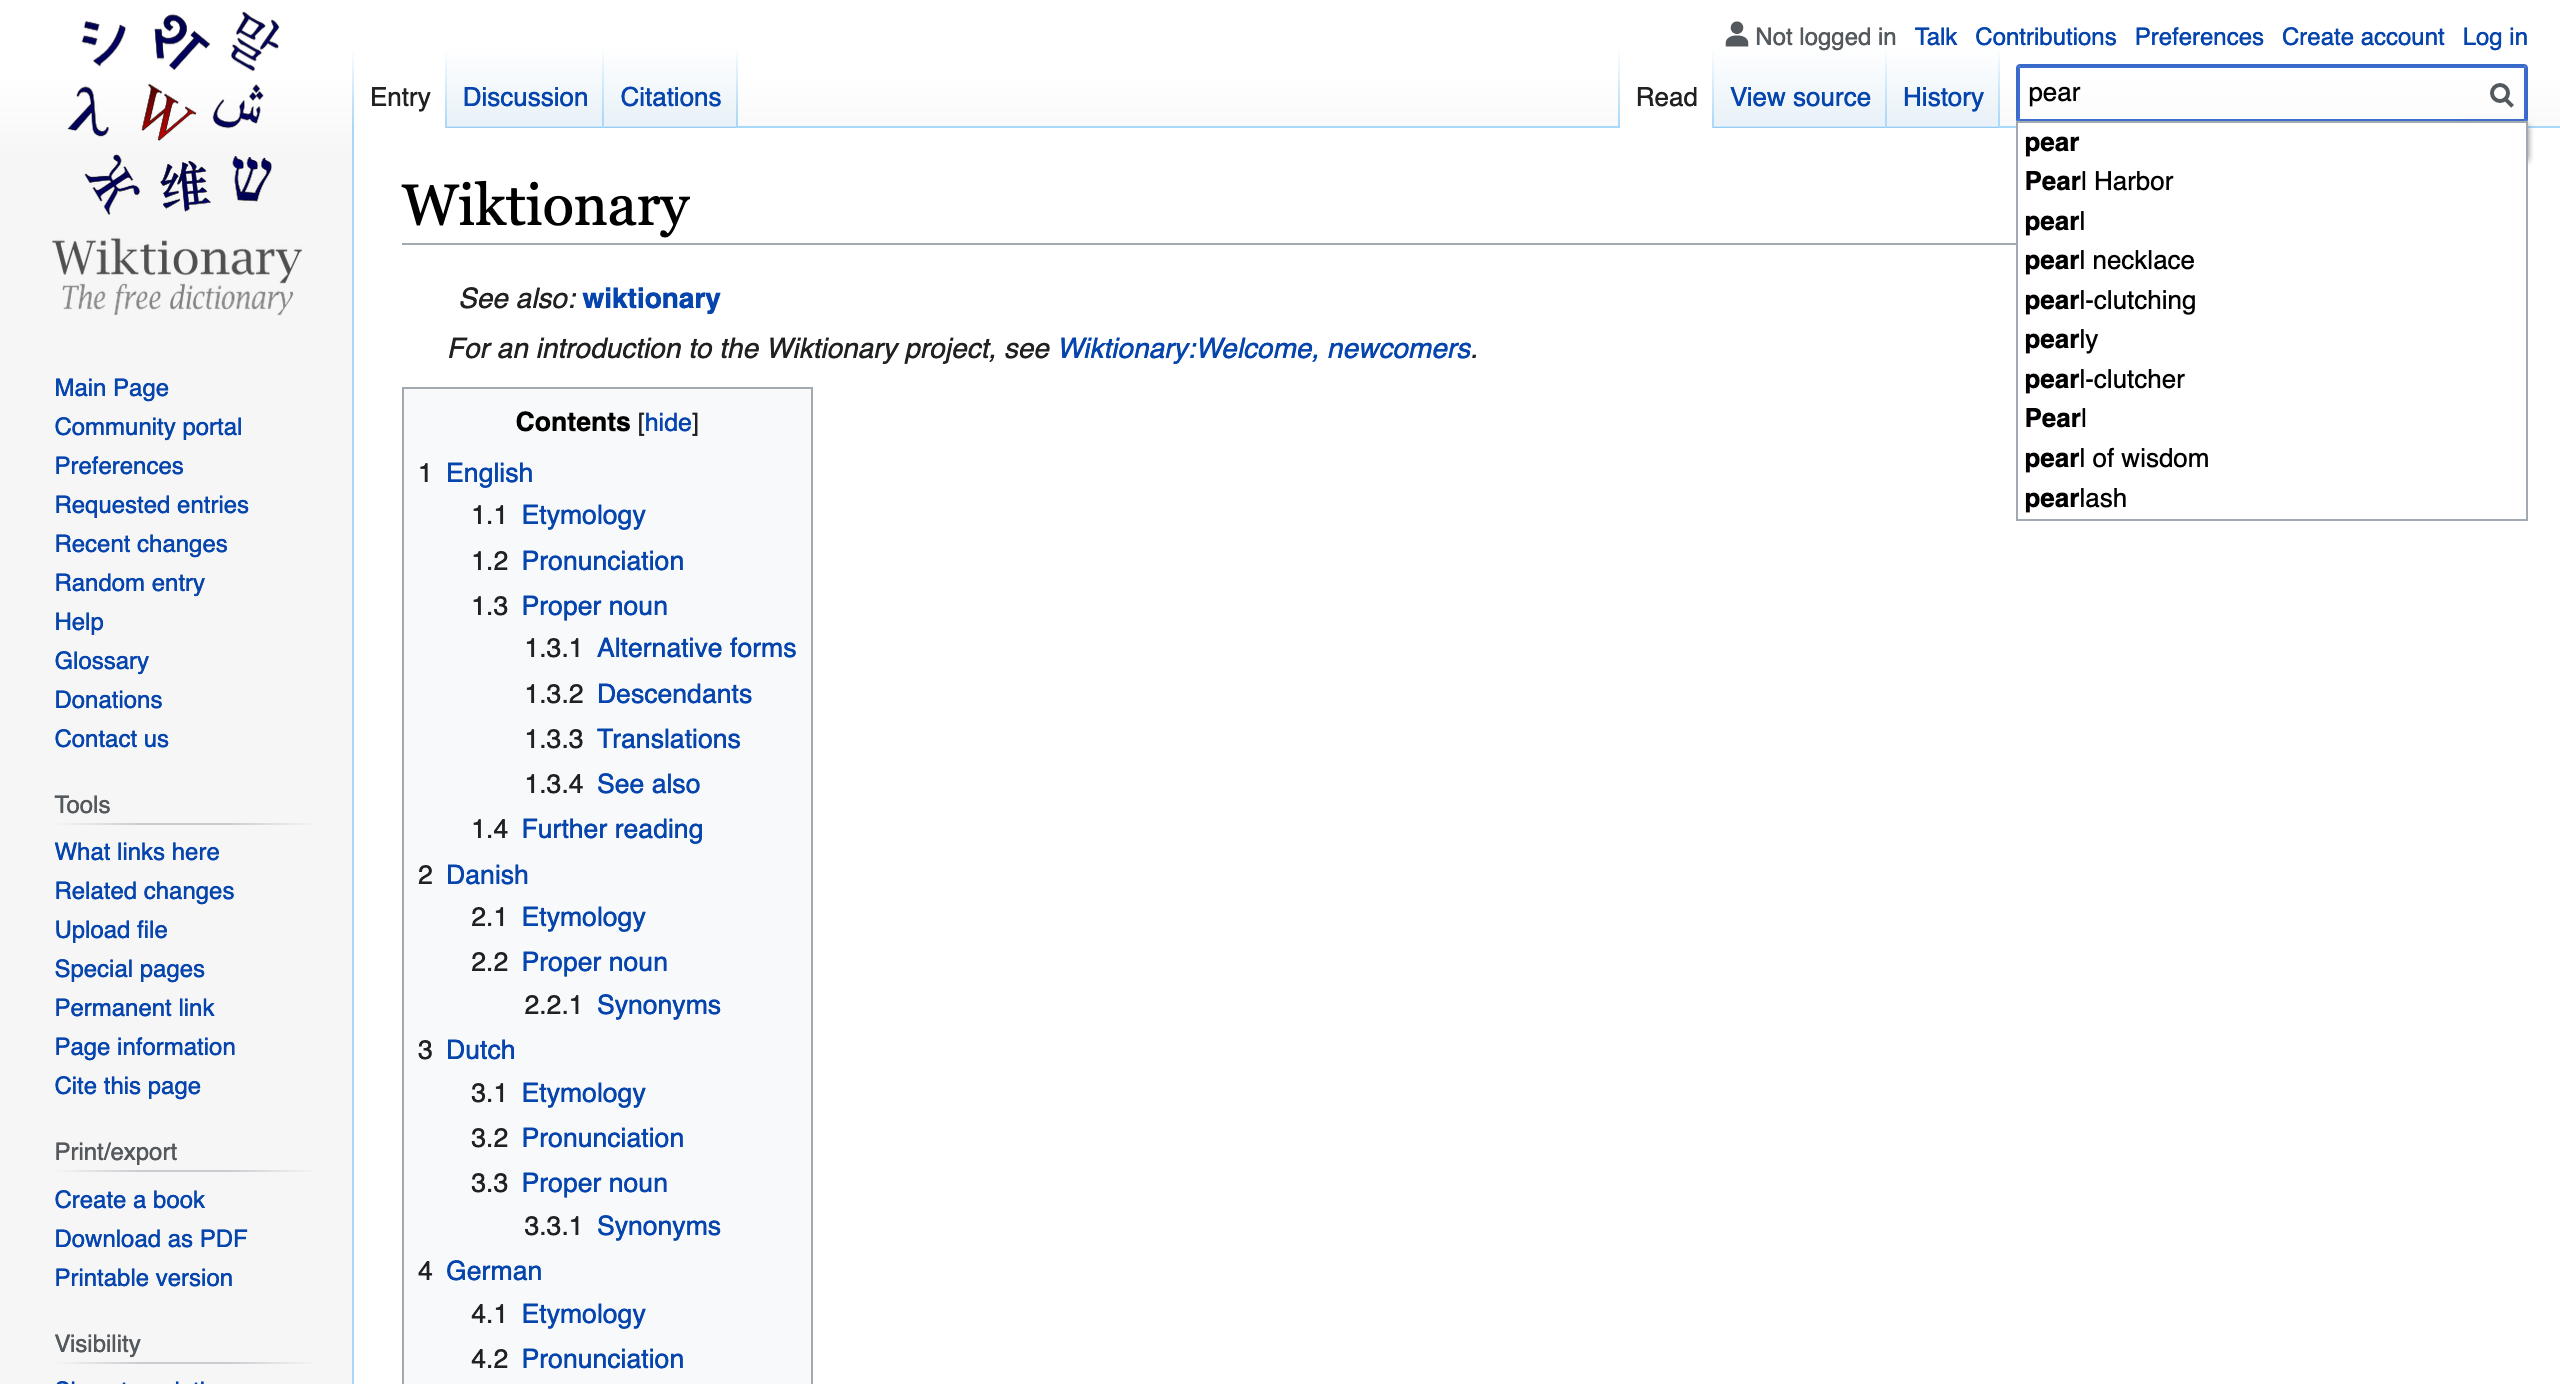 シ Պր 말
λ W ش
维 ש
Wiktionary
The free dictionary
Not logged in Talk Contributions Preferences Create account Log in
Entry Discussion Citations Read View source History pear
pear
Pearl Harbor
pearl
pearl necklace
pearl-clutching
pearly
pearl-clutcher
Pearl
pearl of wisdom
pearlash
Main Page
Community portal
Preferences
Requested entries
Recent changes
Random entry
Help
Glossary
Donations
Contact us
Tools
What links here
Related changes
Upload file
Special pages
Permanent link
Page information
Cite this page
Print/export
Create a book
Download as PDF
Printable version
Visibility
Wiktionary
See also: wiktionary
For an introduction to the Wiktionary project, see Wiktionary:Welcome, newcomers.
Contents [hide]
1 English
1.1 Etymology
1.2 Pronunciation
1.3 Proper noun
1.3.1 Alternative forms
1.3.2 Descendants
1.3.3 Translations
1.3.4 See also
1.4 Further reading
2 Danish
2.1 Etymology
2.2 Proper noun
2.2.1 Synonyms
3 Dutch
3.1 Etymology
3.2 Pronunciation
3.3 Proper noun
3.3.1 Synonyms
4 German
4.1 Etymology
4.2 Pronunciation